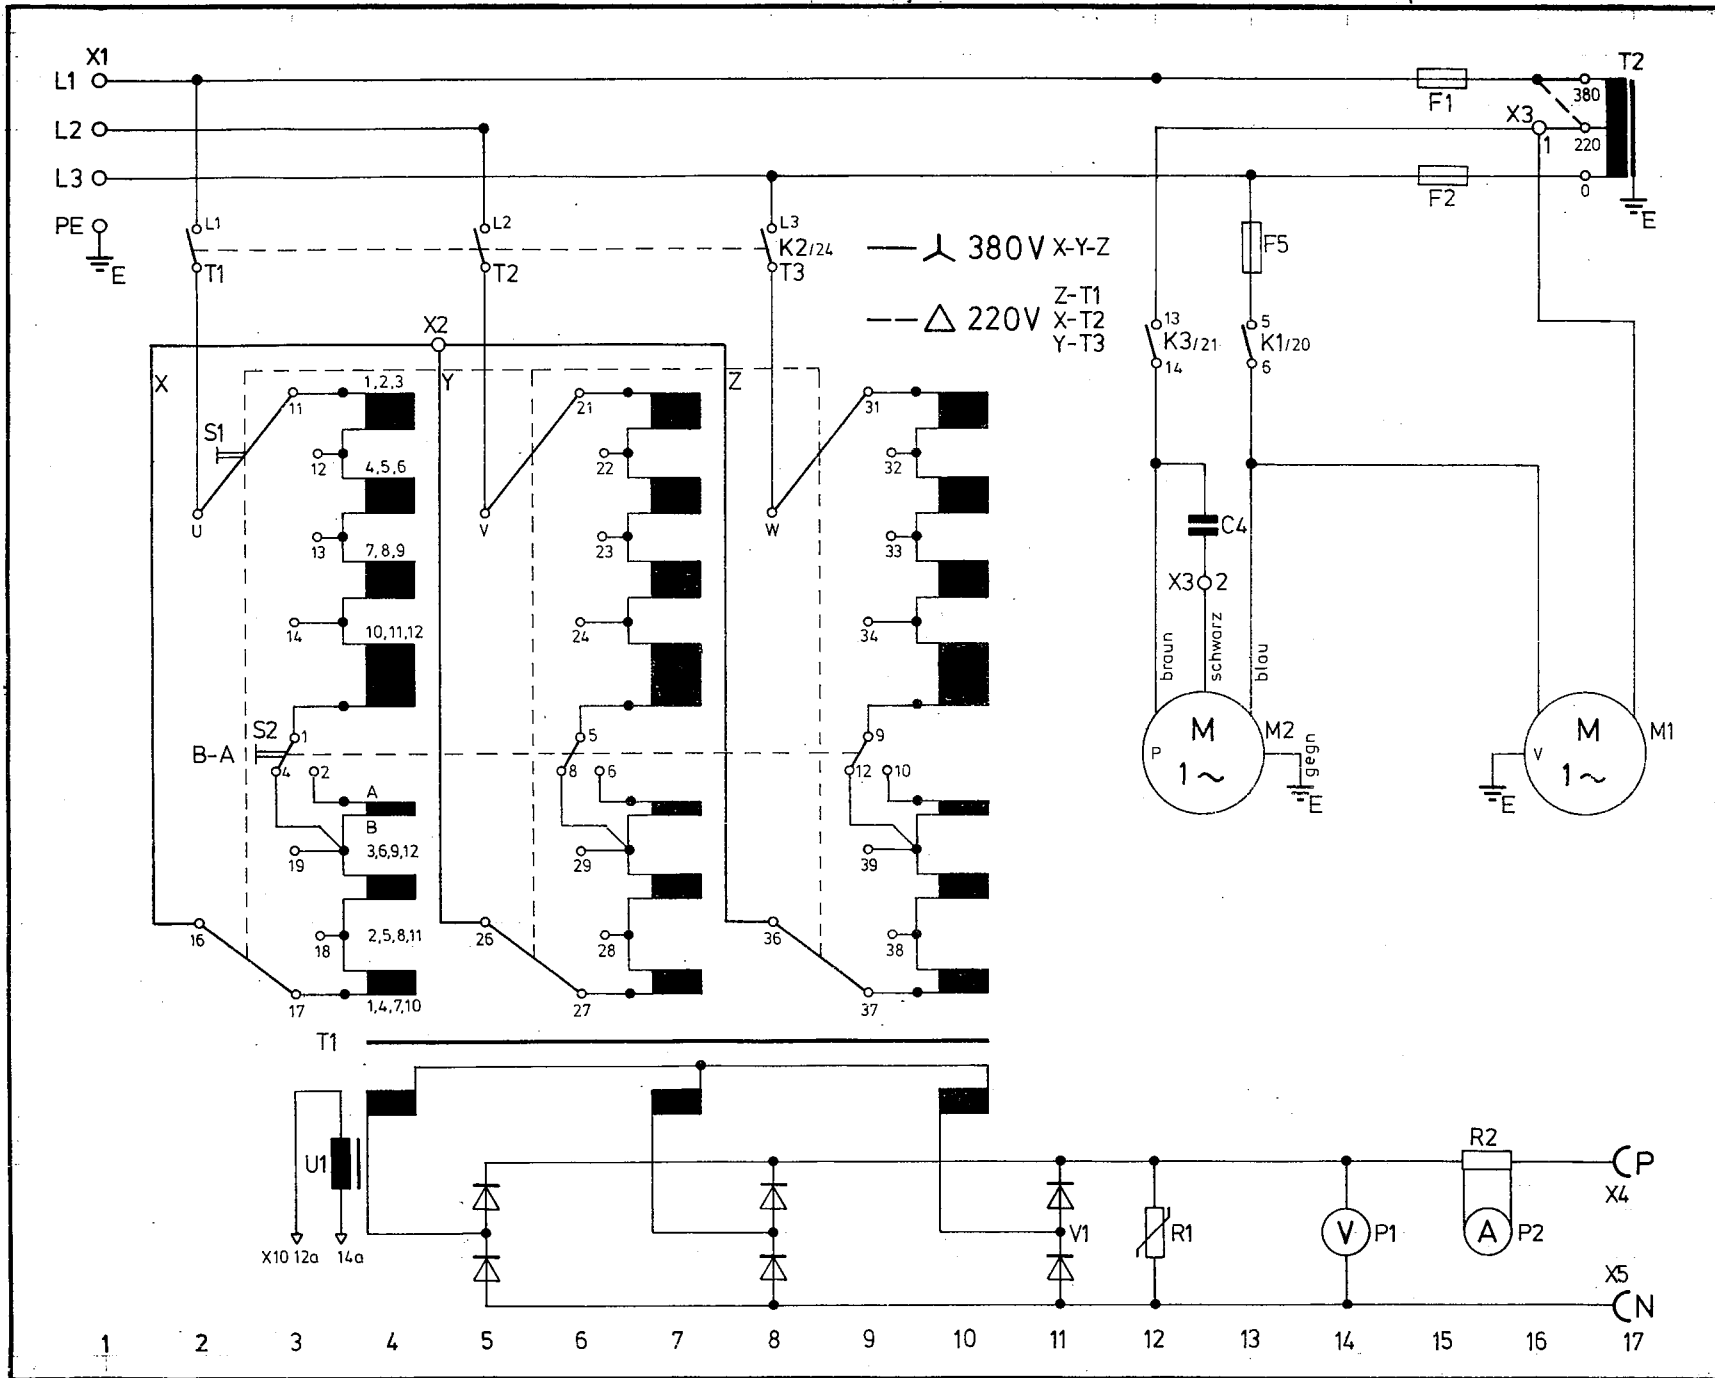 X1
L1
L2
L3
PE
E
F1
T2
380
X3
1
220
F2
0
E
L1
T1
L2
T2
L3
K2/24
T3
380V X-Y-Z
220V
Z-T1
X-T2
Y-T3
F5
13
K3/21
14
5
K1/20
6
X2
X
Y
Z
1,2,3
11
S1
12
4,5,6
U
13
7,8,9
14
10,11,12
21
22
V
23
24
31
32
W
33
34
C4
X3
2
braun
schwarz
blau
S2
B-A
1
4
2
A
B
19
3,6,9,12
16
18
2,5,8,11
17
1,4,7,10
5
8
6
29
26
28
27
9
12
10
39
36
38
37
M
1~
P
M2
gegn
E
M
1~
V
M1
E
T1
U1
X10 12a
14a
V1
R1
V
P1
R2
A
P2
P
X4
X5
N
1 2 3 4 5 6 7 8 9 10 11 12 13 14 15 16 17